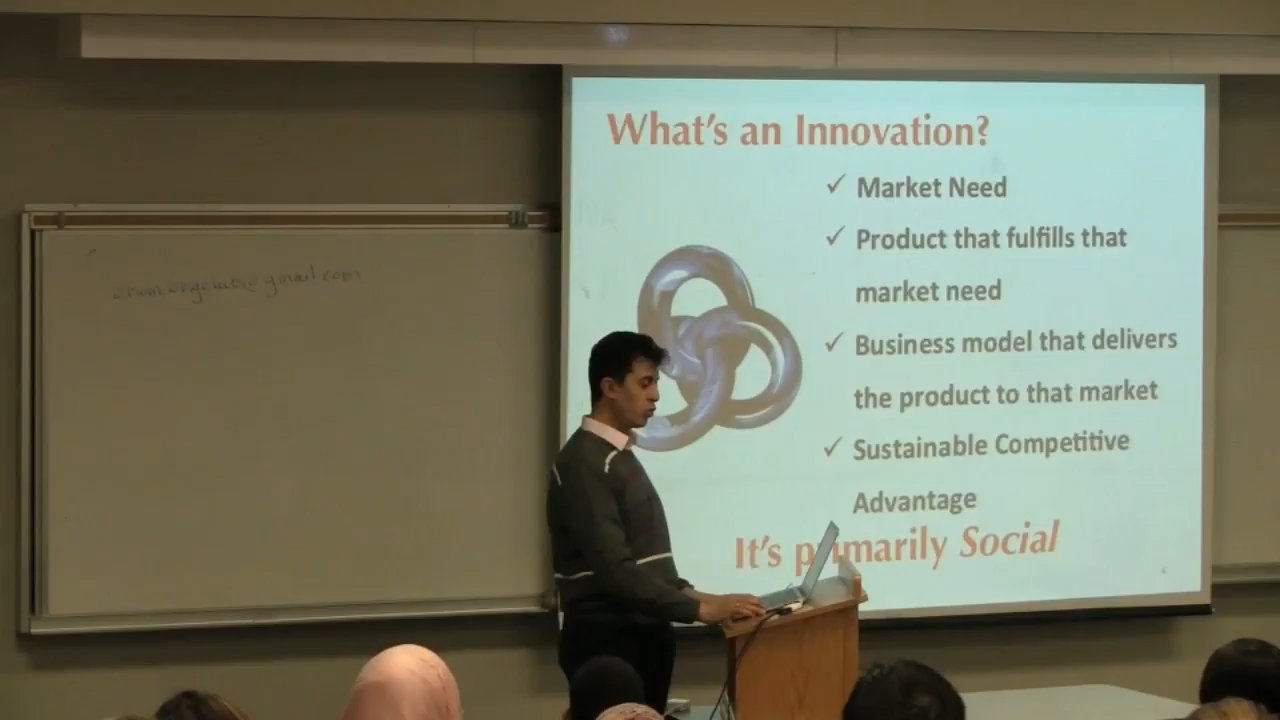 What's an Innovation?
✓ Market Need
✓ Product that fulfills that
market need
✓ Business model that delivers
the product to that market
✓ Sustainable Competitive
Advantage
It's primarily Social